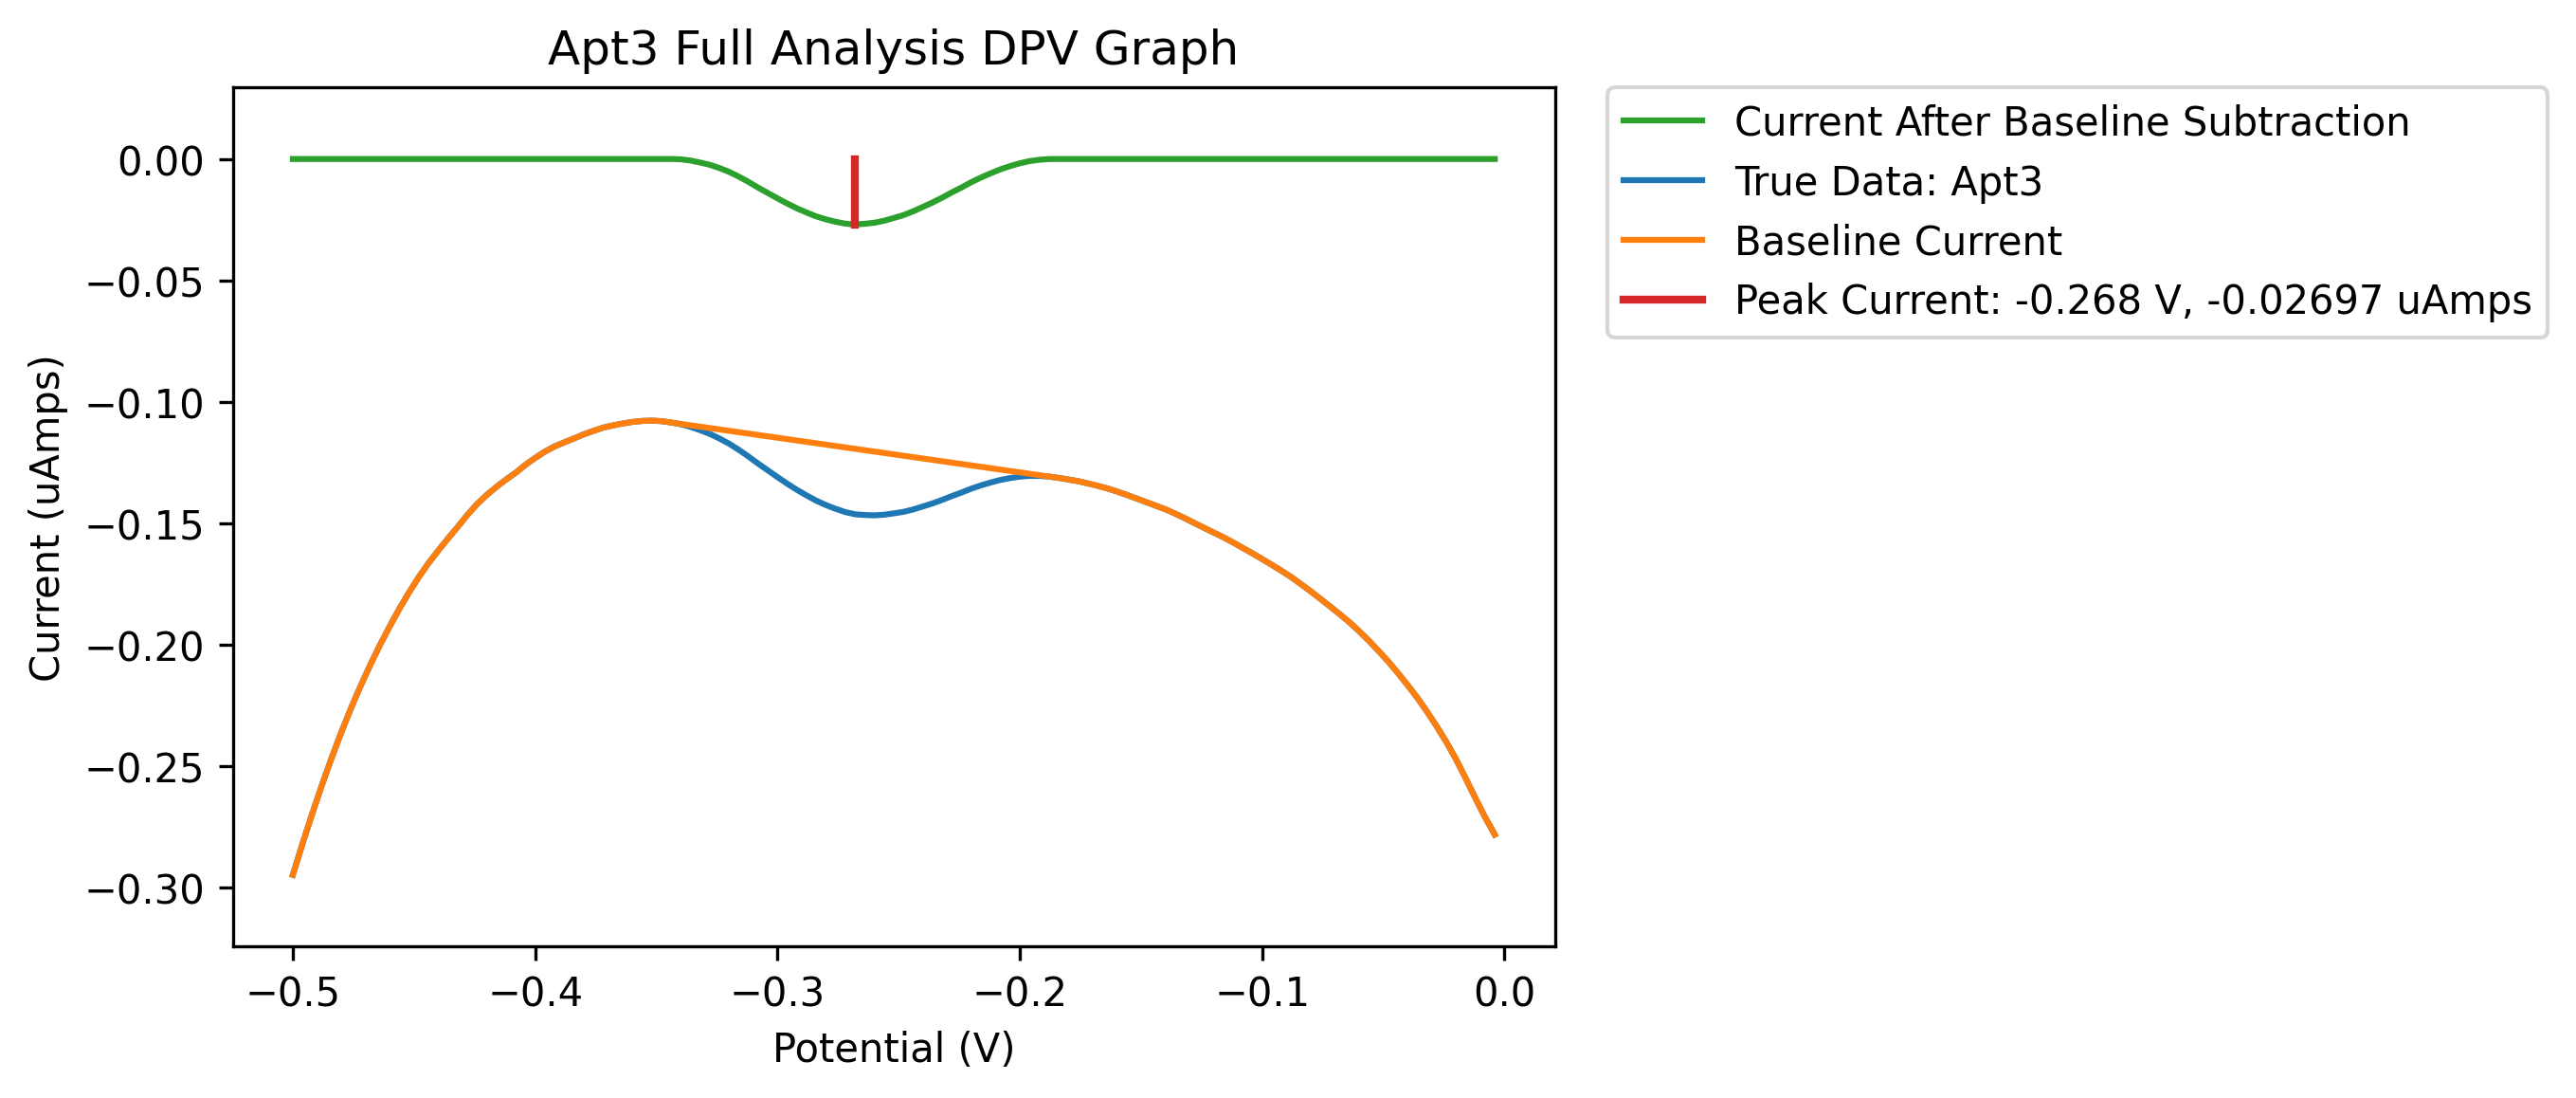 Apt3 Full Analysis DPV Graph
Current After Baseline Subtraction
True Data: Apt3
Baseline Current
Peak Current: -0.268 V, -0.02697 uAmps
Current (uAmps)
0.00
−0.05
−0.10
−0.15
−0.20
−0.25
−0.30
−0.5 −0.4 −0.3 −0.2 −0.1 0.0
Potential (V)